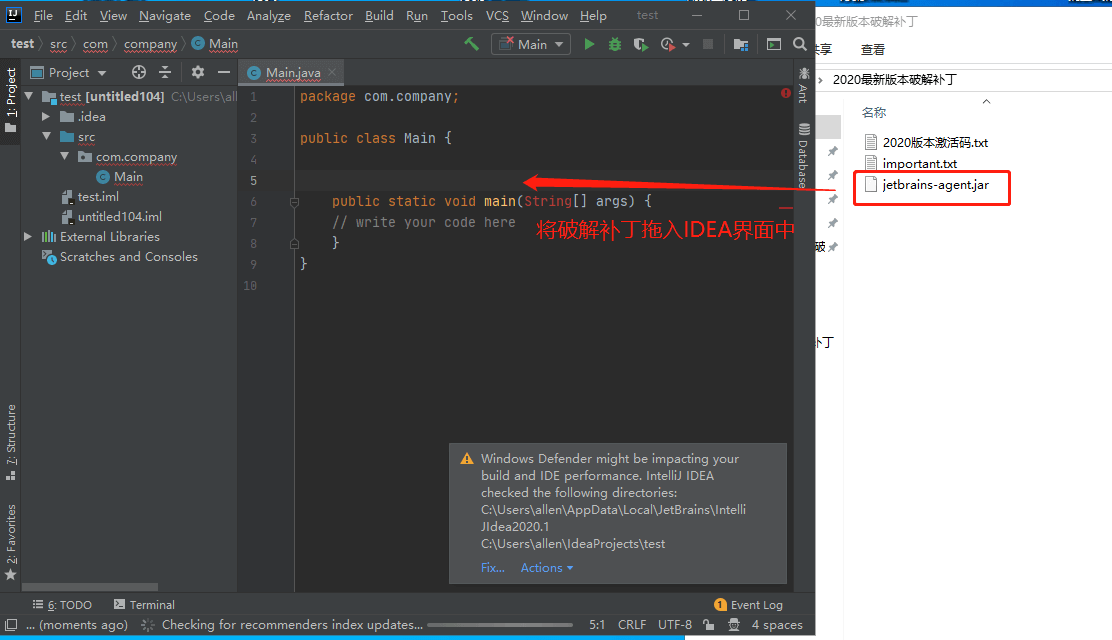 File Edit View Navigate Code Analyze Refactor Build Run Tools VCS Window Help test
test src com company Main
Main
Project
Main.java
1: Project
test [untitled104] C:\Users\all
.idea
src
com.company
Main
test.iml
untitled104.iml
External Libraries
Scratches and Consoles
7: Structure
2: Favorites
1 package com.company;
2
3 public class Main {
4
5
6 public static void main(String[] args) {
7 // write your code here
8 }
9 }
10
将破解补丁拖入IDEA界面中
Ant
Database
Windows Defender might be impacting your
build and IDE performance. IntelliJ IDEA
checked the following directories:
C:\Users\allen\AppData\Local\JetBrains\Intelli
JIdea2020.1
C:\Users\allen\IdeaProjects\test
Fix... Actions
6: TODO Terminal
1 Event Log
... (moments ago) Checking for recommenders index updates... 5:1 CRLF UTF-8 4 spaces
0最新版本破解补丁
共享 查看
2020最新版本破解补丁
名称
2020版本激活码.txt
important.txt
jetbrains-agent.jar
破
补丁